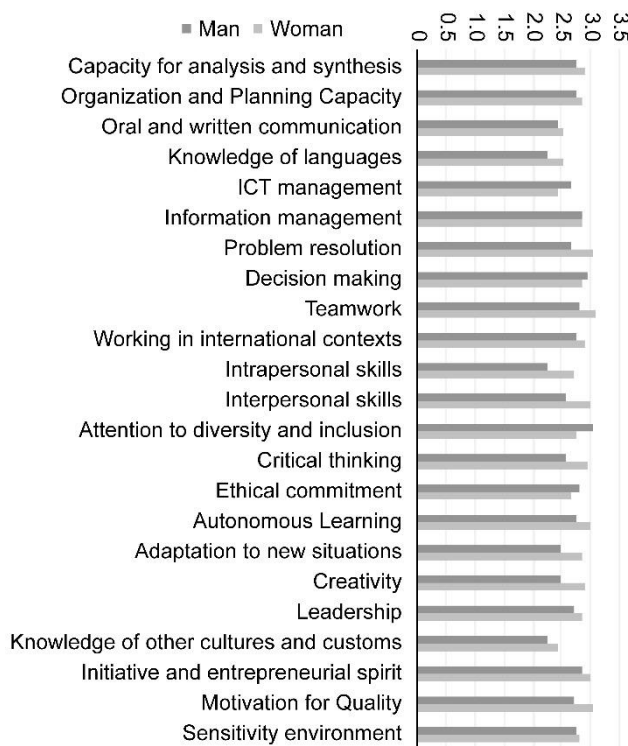 Man Woman
0 0.5 1.0 1.5 2.0 2.5 3.0 3.5
Capacity for analysis and synthesis
Organization and Planning Capacity
Oral and written communication
Knowledge of languages
ICT management
Information management
Problem resolution
Decision making
Teamwork
Working in international contexts
Intrapersonal skills
Interpersonal skills
Attention to diversity and inclusion
Critical thinking
Ethical commitment
Autonomous Learning
Adaptation to new situations
Creativity
Leadership
Knowledge of other cultures and customs
Initiative and entrepreneurial spirit
Motivation for Quality
Sensitivity environment